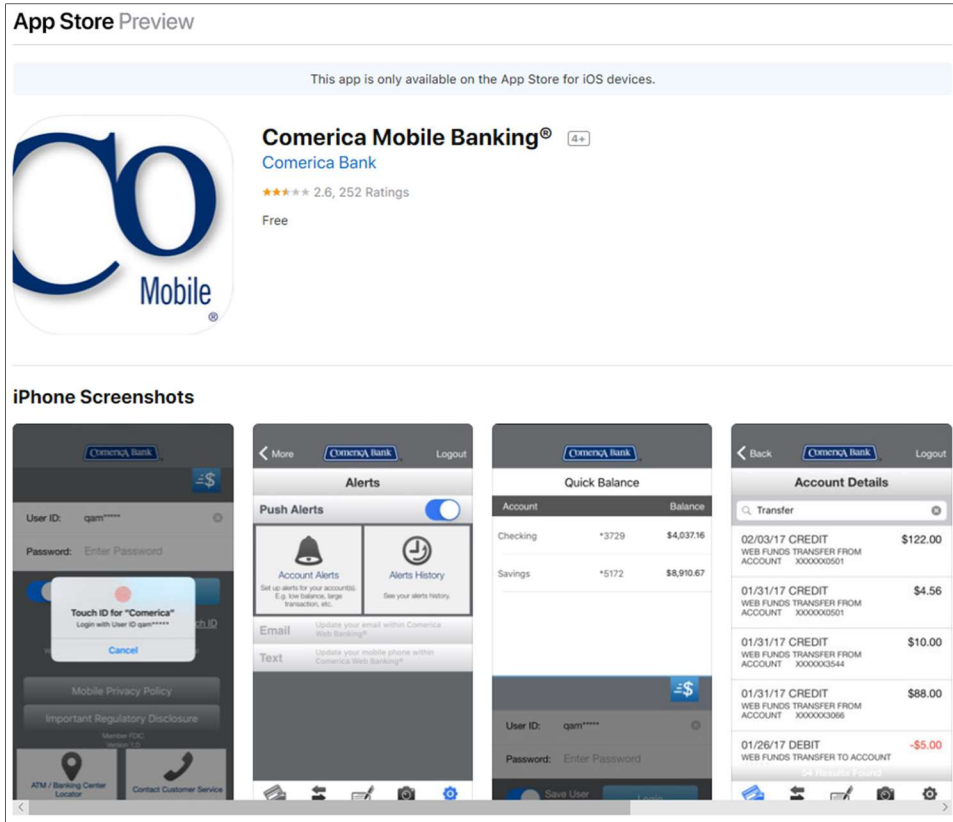 App Store Preview
This app is only available on the App Store for iOS devices.
Co
Mobile
®
Comerica Mobile Banking® 4+
Comerica Bank
2.6, 252 Ratings
Free
iPhone Screenshots
Comerica Bank
User ID: qam*****
Password: Enter Password
Touch ID for "Comerica"
Login with User ID qam*****
Cancel
ch ID
Mobile Privacy Policy
Important Regulatory Disclosure
Member FDIC
Version 1.0
ATM / Banking Center
Locator
Contact Customer Service
More Comerica Bank Logout
Alerts
Push Alerts
Account Alerts
Set up alerts for your account(s).
E.g. low balance, large
transaction, etc.
Alerts History
See your alerts history.
Email Update your email within Comerica
Web Banking®
Text Update your mobile phone within
Comerica Web Banking®
Comerica Bank
Quick Balance
Account Balance
Checking *3729 $4,037.16
Savings *5172 $8,910.67
User ID: qam*****
Password: Enter Password
Save User
Login
Back Comerica Bank Logout
Account Details
Transfer
02/03/17 CREDIT $122.00
WEB FUNDS TRANSFER FROM
ACCOUNT XXXXXX0501
01/31/17 CREDIT $4.56
WEB FUNDS TRANSFER FROM
ACCOUNT XXXXXX0501
01/31/17 CREDIT $10.00
WEB FUNDS TRANSFER FROM
ACCOUNT XXXXXX3544
01/31/17 CREDIT $88.00
WEB FUNDS TRANSFER FROM
ACCOUNT XXXXXX3066
01/26/17 DEBIT -$5.00
WEB FUNDS TRANSFER TO ACCOUNT
54 Results Found